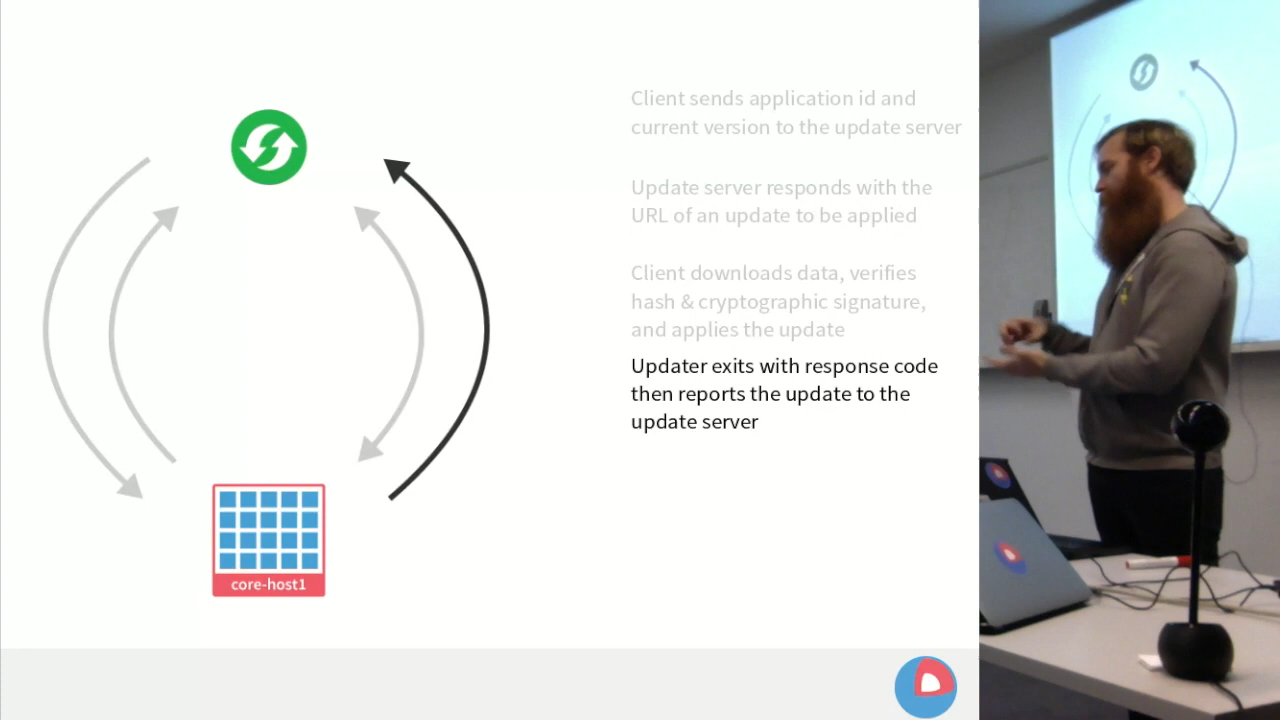 Client sends application id and
current version to the update server
Update server responds with the
URL of an update to be applied
Client downloads data, verifies
hash & cryptographic signature,
and applies the update
Updater exits with response code
then reports the update to the
update server
core-host1